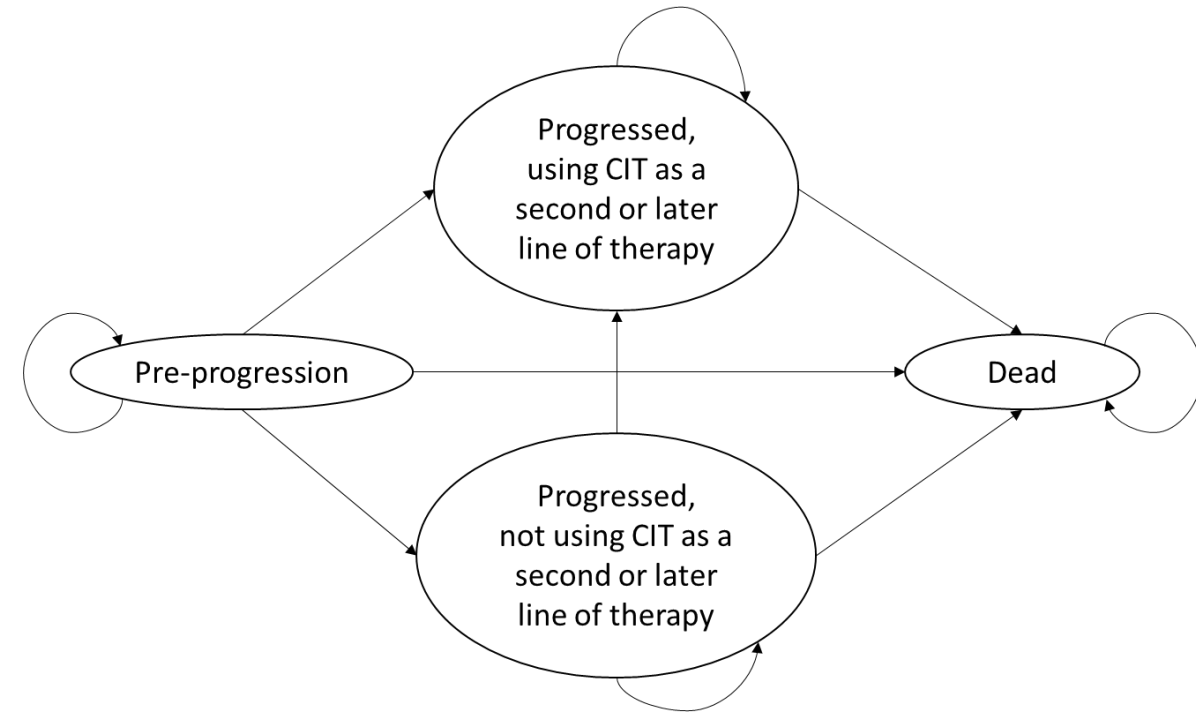 Progressed,
using CIT as a
second or later
line of therapy
Pre-progression
Dead
Progressed,
not using CIT as a
second or later
line of therapy